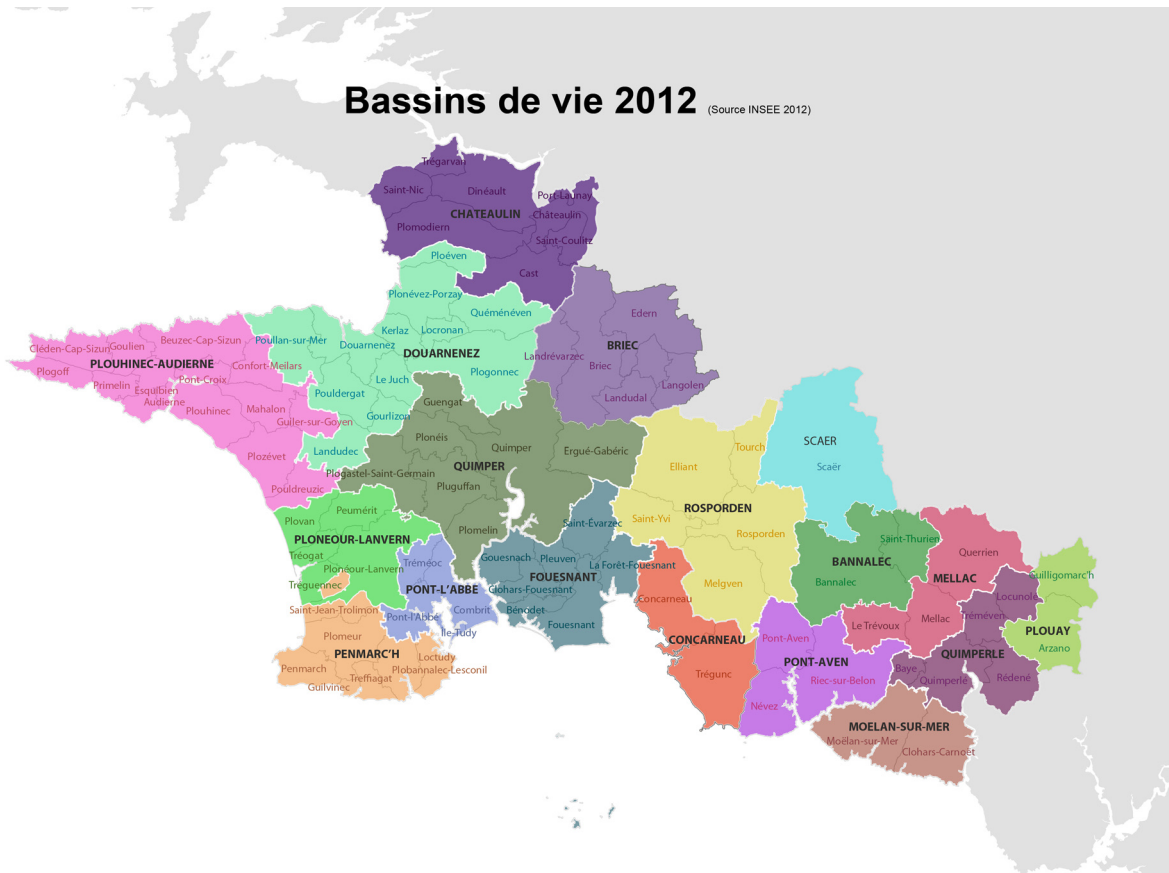 Bassins de vie 2012 (Source INSEE 2012)
Trégarvan
Saint-Nic
Dinéault
Port-Launay
CHATEAULIN
Châteaulin
Plomodiern
Saint-Coulitz
Cast
Ploéven
Plonévez-Porzay
Quéménéven
Kerlaz
Locronan
Poullan-sur-Mer
Douarnenez
DOUARNENEZ
Le Juch
Plogonnec
Pouldergat
Gourlizon
Landudec
Edern
BRIEC
Landrévarzec
Briec
Langolen
Landudal
Beuzec-Cap-Sizun
Goulien
Cléden-Cap-Sizun
PLOUHINEC-AUDIERNE
Confort-Meilars
Plogoff
Pont-Croix
Primelin
Esquibien
Audierne
Plouhinec
Mahalon
Guiler-sur-Goyen
Plozévet
Pouldreuzic
Guengat
Plonéis
Quimper
Ergué-Gabéric
QUIMPER
Plogastel-Saint-Germain
Pluguffan
Plomelin
SCAER
Scaër
Tourch
Elliant
ROSPORDEN
Saint-Yvi
Rosporden
Melgven
Peumérit
Plovan
PLONEOUR-LANVERN
Tréogat
Plonéour-Lanvern
Tréguennec
Tréméoc
PONT-L'ABBE
Combrit
Pont-l'Abbé
Île-Tudy
Saint-Évarzec
Gouesnach
Pleuven
La Forêt-Fouesnant
FOUESNANT
Clohars-Fouesnant
Bénodet
Fouesnant
Saint-Jean-Trolimon
Plomeur
PENMARC'H
Loctudy
Penmarch
Plobannalec-Lesconil
Treffiagat
Guilvinec
Concarneau
CONCARNEAU
Trégunc
Saint-Thurien
BANNALEC
Bannalec
Querrien
MELLAC
Le Trévoux
Mellac
Pont-Aven
PONT-AVEN
Riec-sur-Belon
Névez
Locunolé
Tréméven
QUIMPERLE
Baye
Quimperlé
Rédené
Guilligomarc'h
PLOUAY
Arzano
MOELAN-SUR-MER
Moëlan-sur-Mer
Clohars-Carnoët